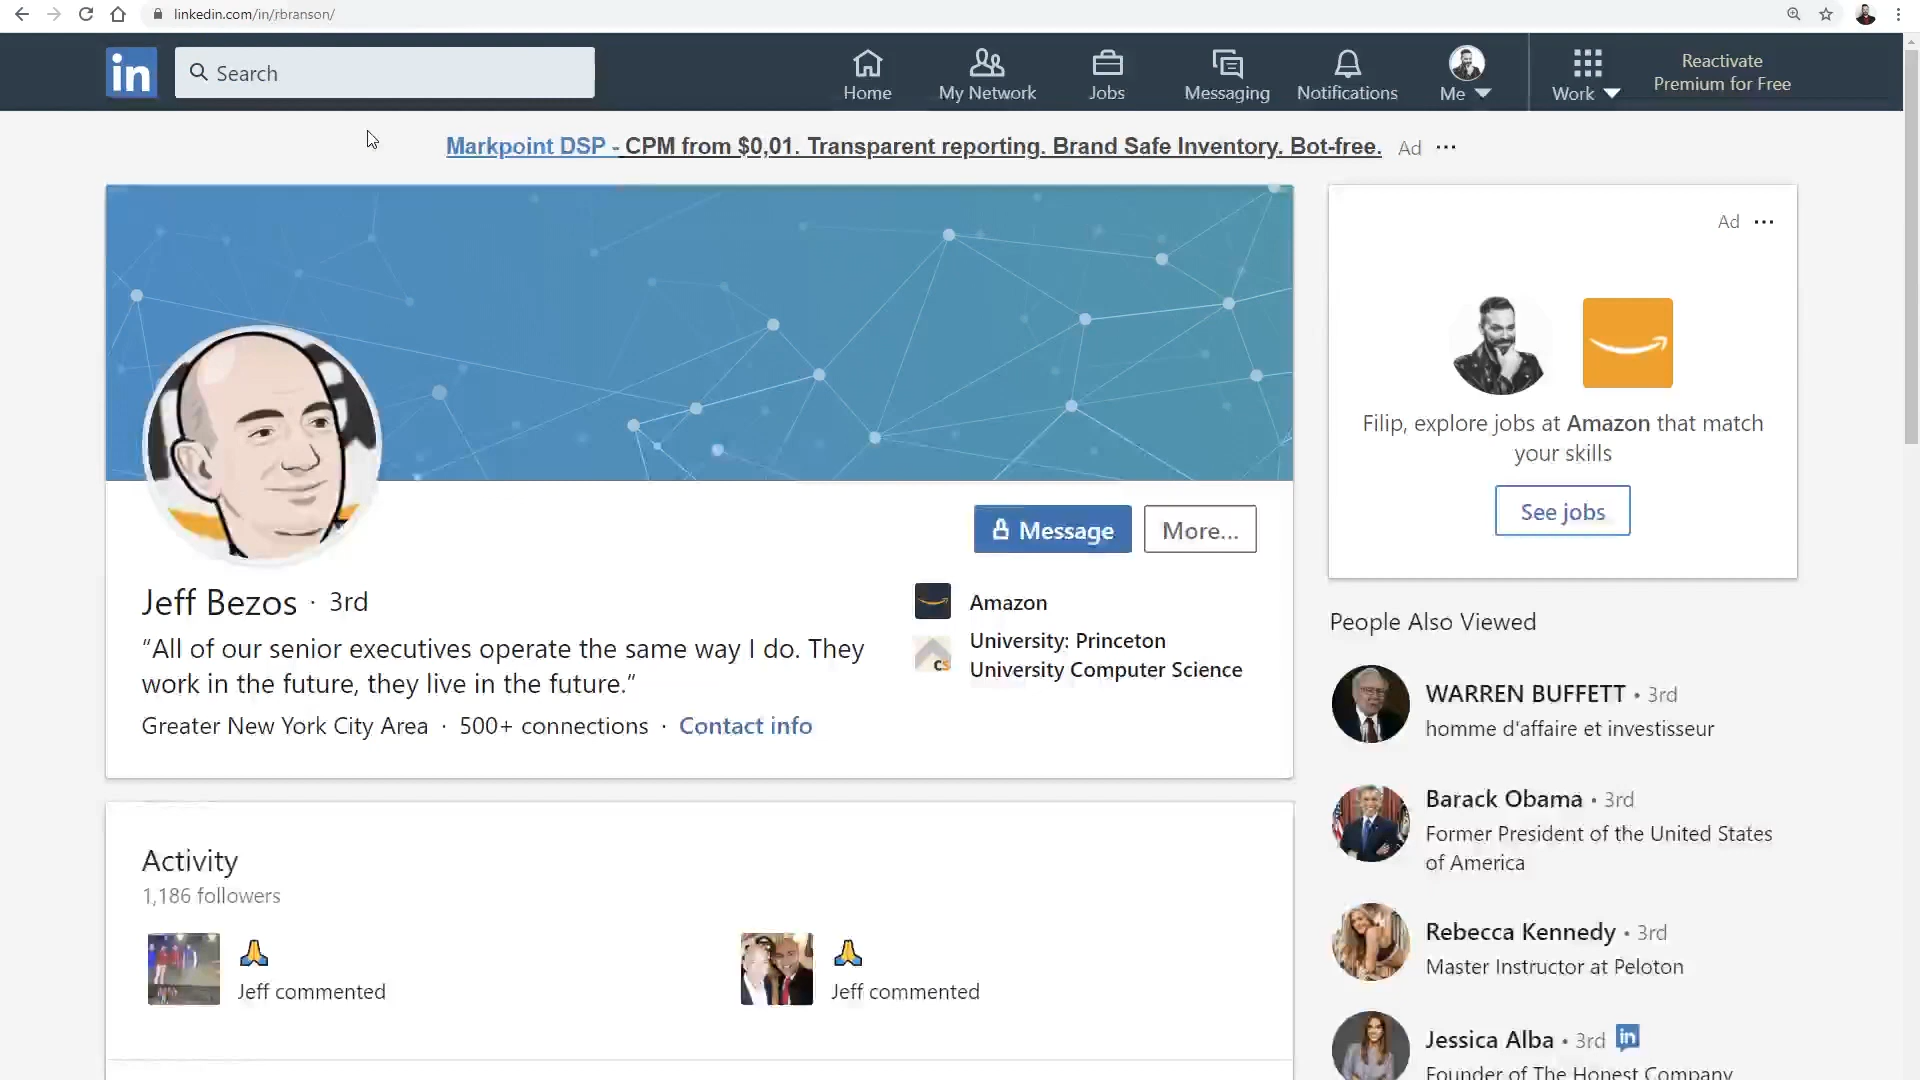 linkedin.com/in/rbranson/
in
Search
Home
My Network
Jobs
Messaging
Notifications
Me
Work
Reactivate
Premium for Free
Markpoint DSP - CPM from $0,01. Transparent reporting. Brand Safe Inventory. Bot-free.
Ad
Message
More...
Jeff Bezos · 3rd
“All of our senior executives operate the same way I do. They
work in the future, they live in the future.”
Greater New York City Area · 500+ connections · Contact info
Amazon
CS
University: Princeton
University Computer Science
Activity
1,186 followers
Jeff commented
Jeff commented
Ad
Filip, explore jobs at Amazon that match
your skills
See jobs
People Also Viewed
WARREN BUFFETT • 3rd
homme d'affaire et investisseur
Barack Obama • 3rd
Former President of the United States
of America
Rebecca Kennedy • 3rd
Master Instructor at Peloton
Jessica Alba • 3rd in
Founder of The Honest Company